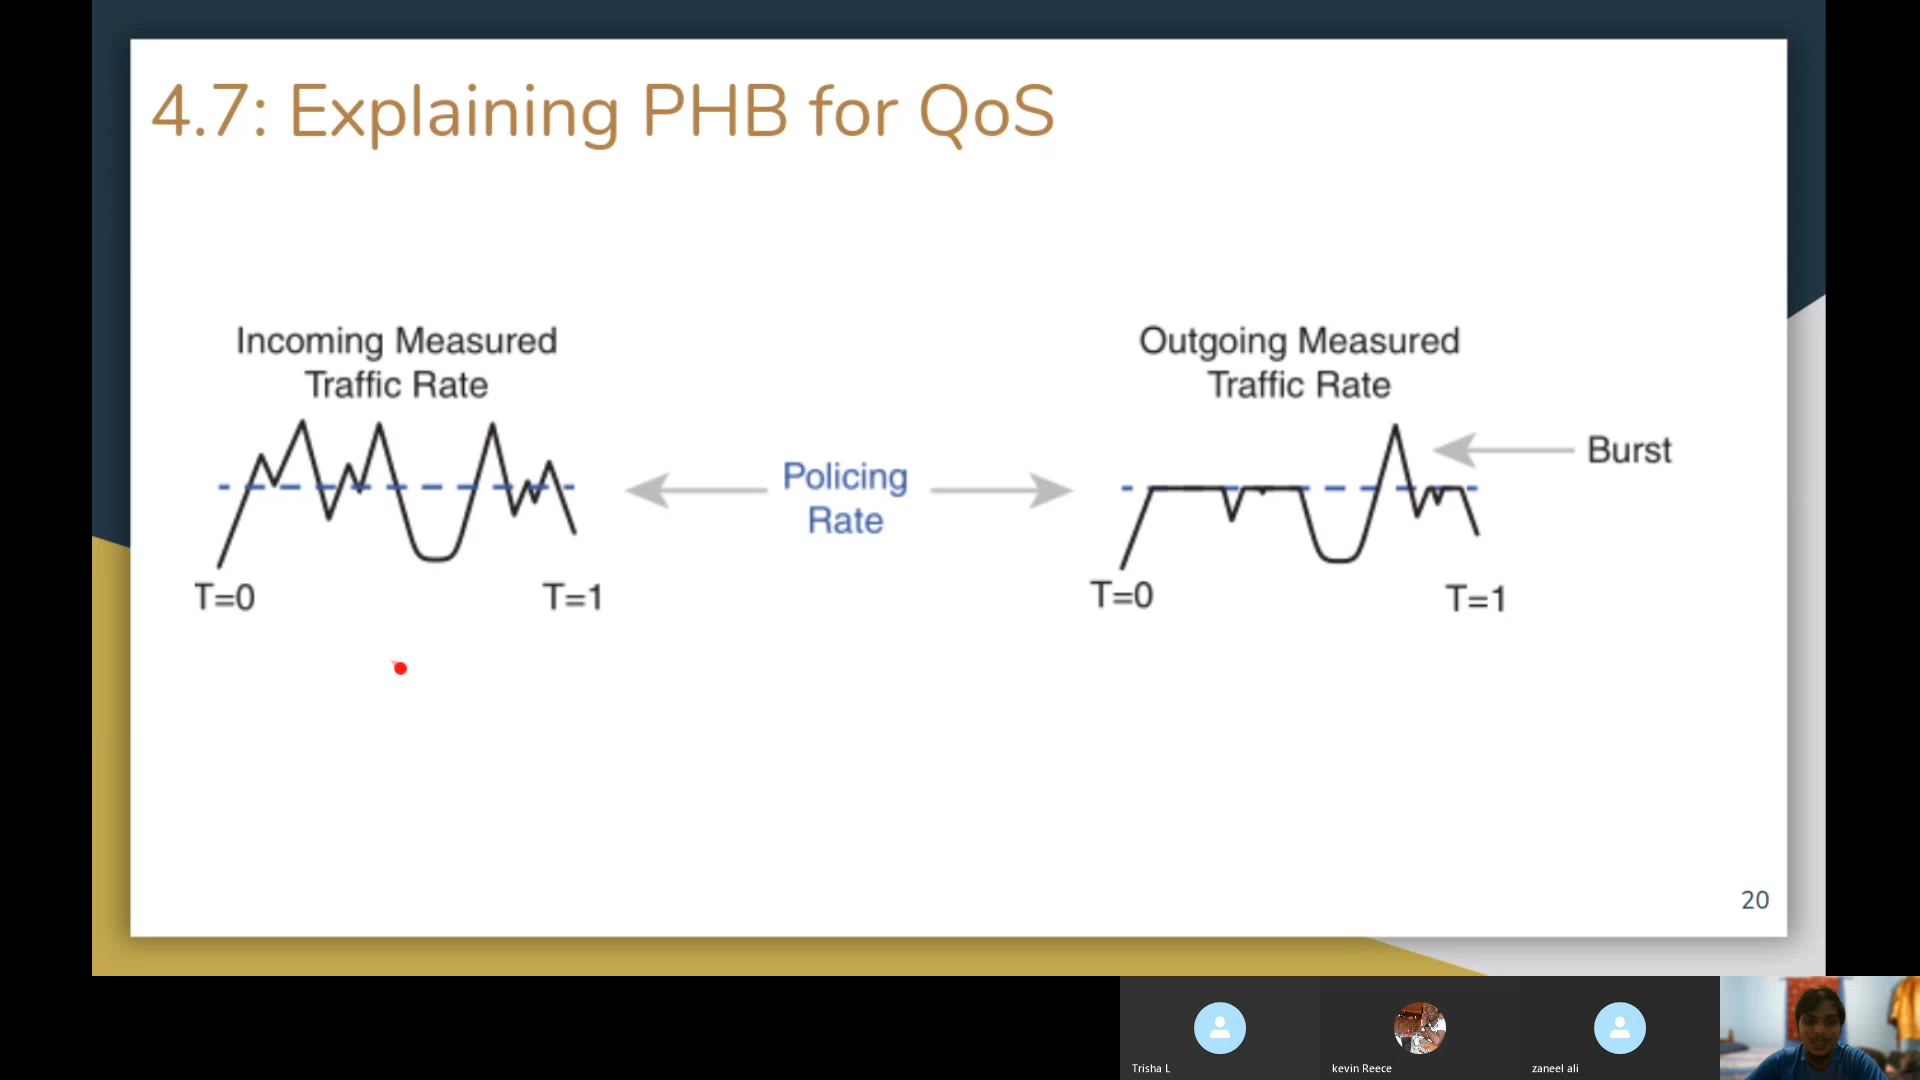 4.7: Explaining PHB for QoS
Incoming Measured
Traffic Rate
Outgoing Measured
Traffic Rate
Burst
Policing
Rate
T=0
T=1
T=0
T=1
20
Trisha L
kevin Reece
zaneel ali